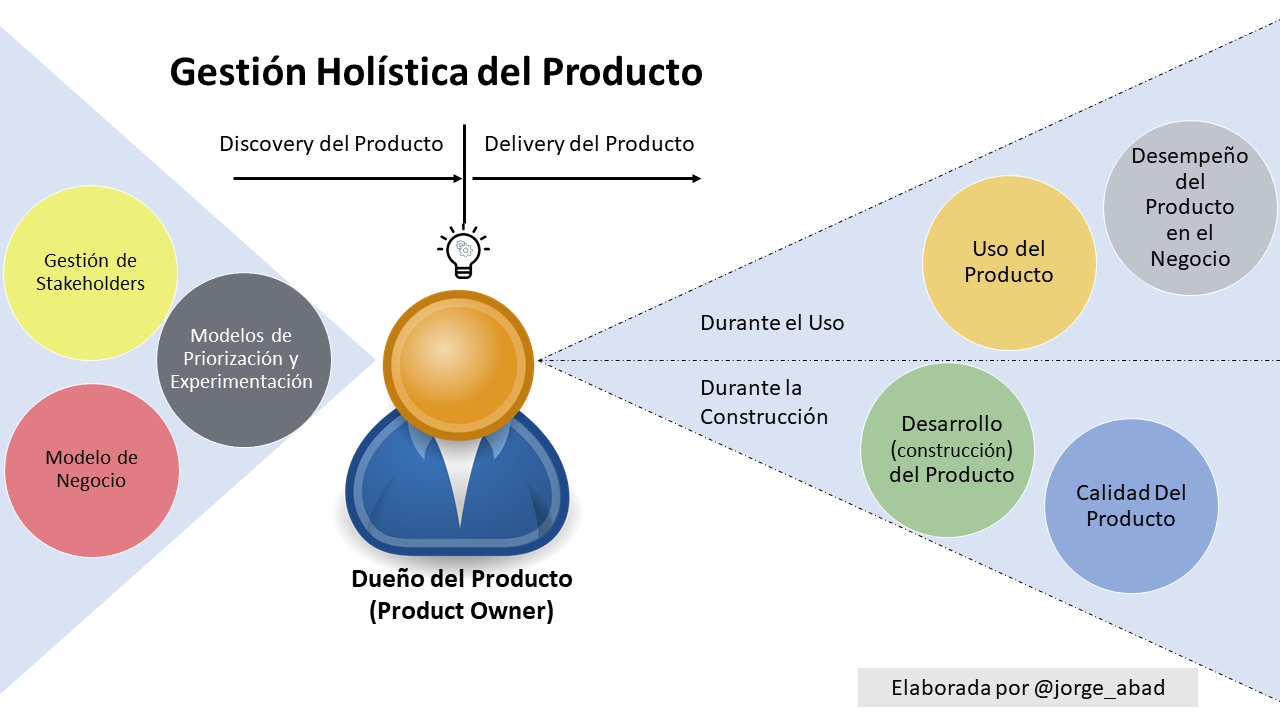 Gestión Holística del Producto
Discovery del Producto
Delivery del Producto
Gestión de
Stakeholders
Modelos de
Priorización y
Experimentación
Modelo de
Negocio
Dueño del Producto
(Product Owner)
Durante el Uso
Durante la
Construcción
Uso del
Producto
Desempeño
del
Producto
en el
Negocio
Desarrollo
(construcción)
del Producto
Calidad Del
Producto
Elaborada por @jorge_abad